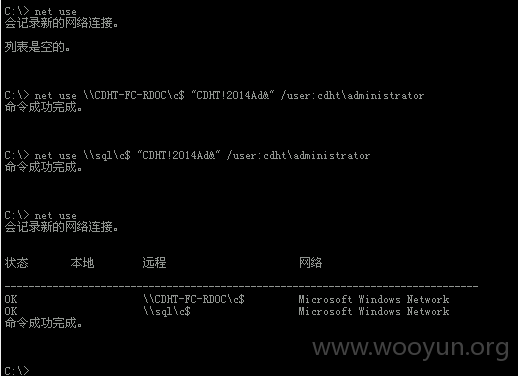 C:\> net use
会记录新的网络连接。
列表是空的。
C:\> net use \\CDHT-FC-RDOC\c$ "CDHT!2014Ad&" /user:cdht\administrator
命令成功完成。
C:\> net use \\sql\c$ "CDHT!2014Ad&" /user:cdht\administrator
命令成功完成。
C:\> net use
会记录新的网络连接。
状态 本地 远程 网络
-------------------------------------------------------------------------------
OK \\CDHT-FC-RDOC\c$ Microsoft Windows Network
OK \\sql\c$ Microsoft Windows Network
命令成功完成。
www.wooyun.org
C:\>